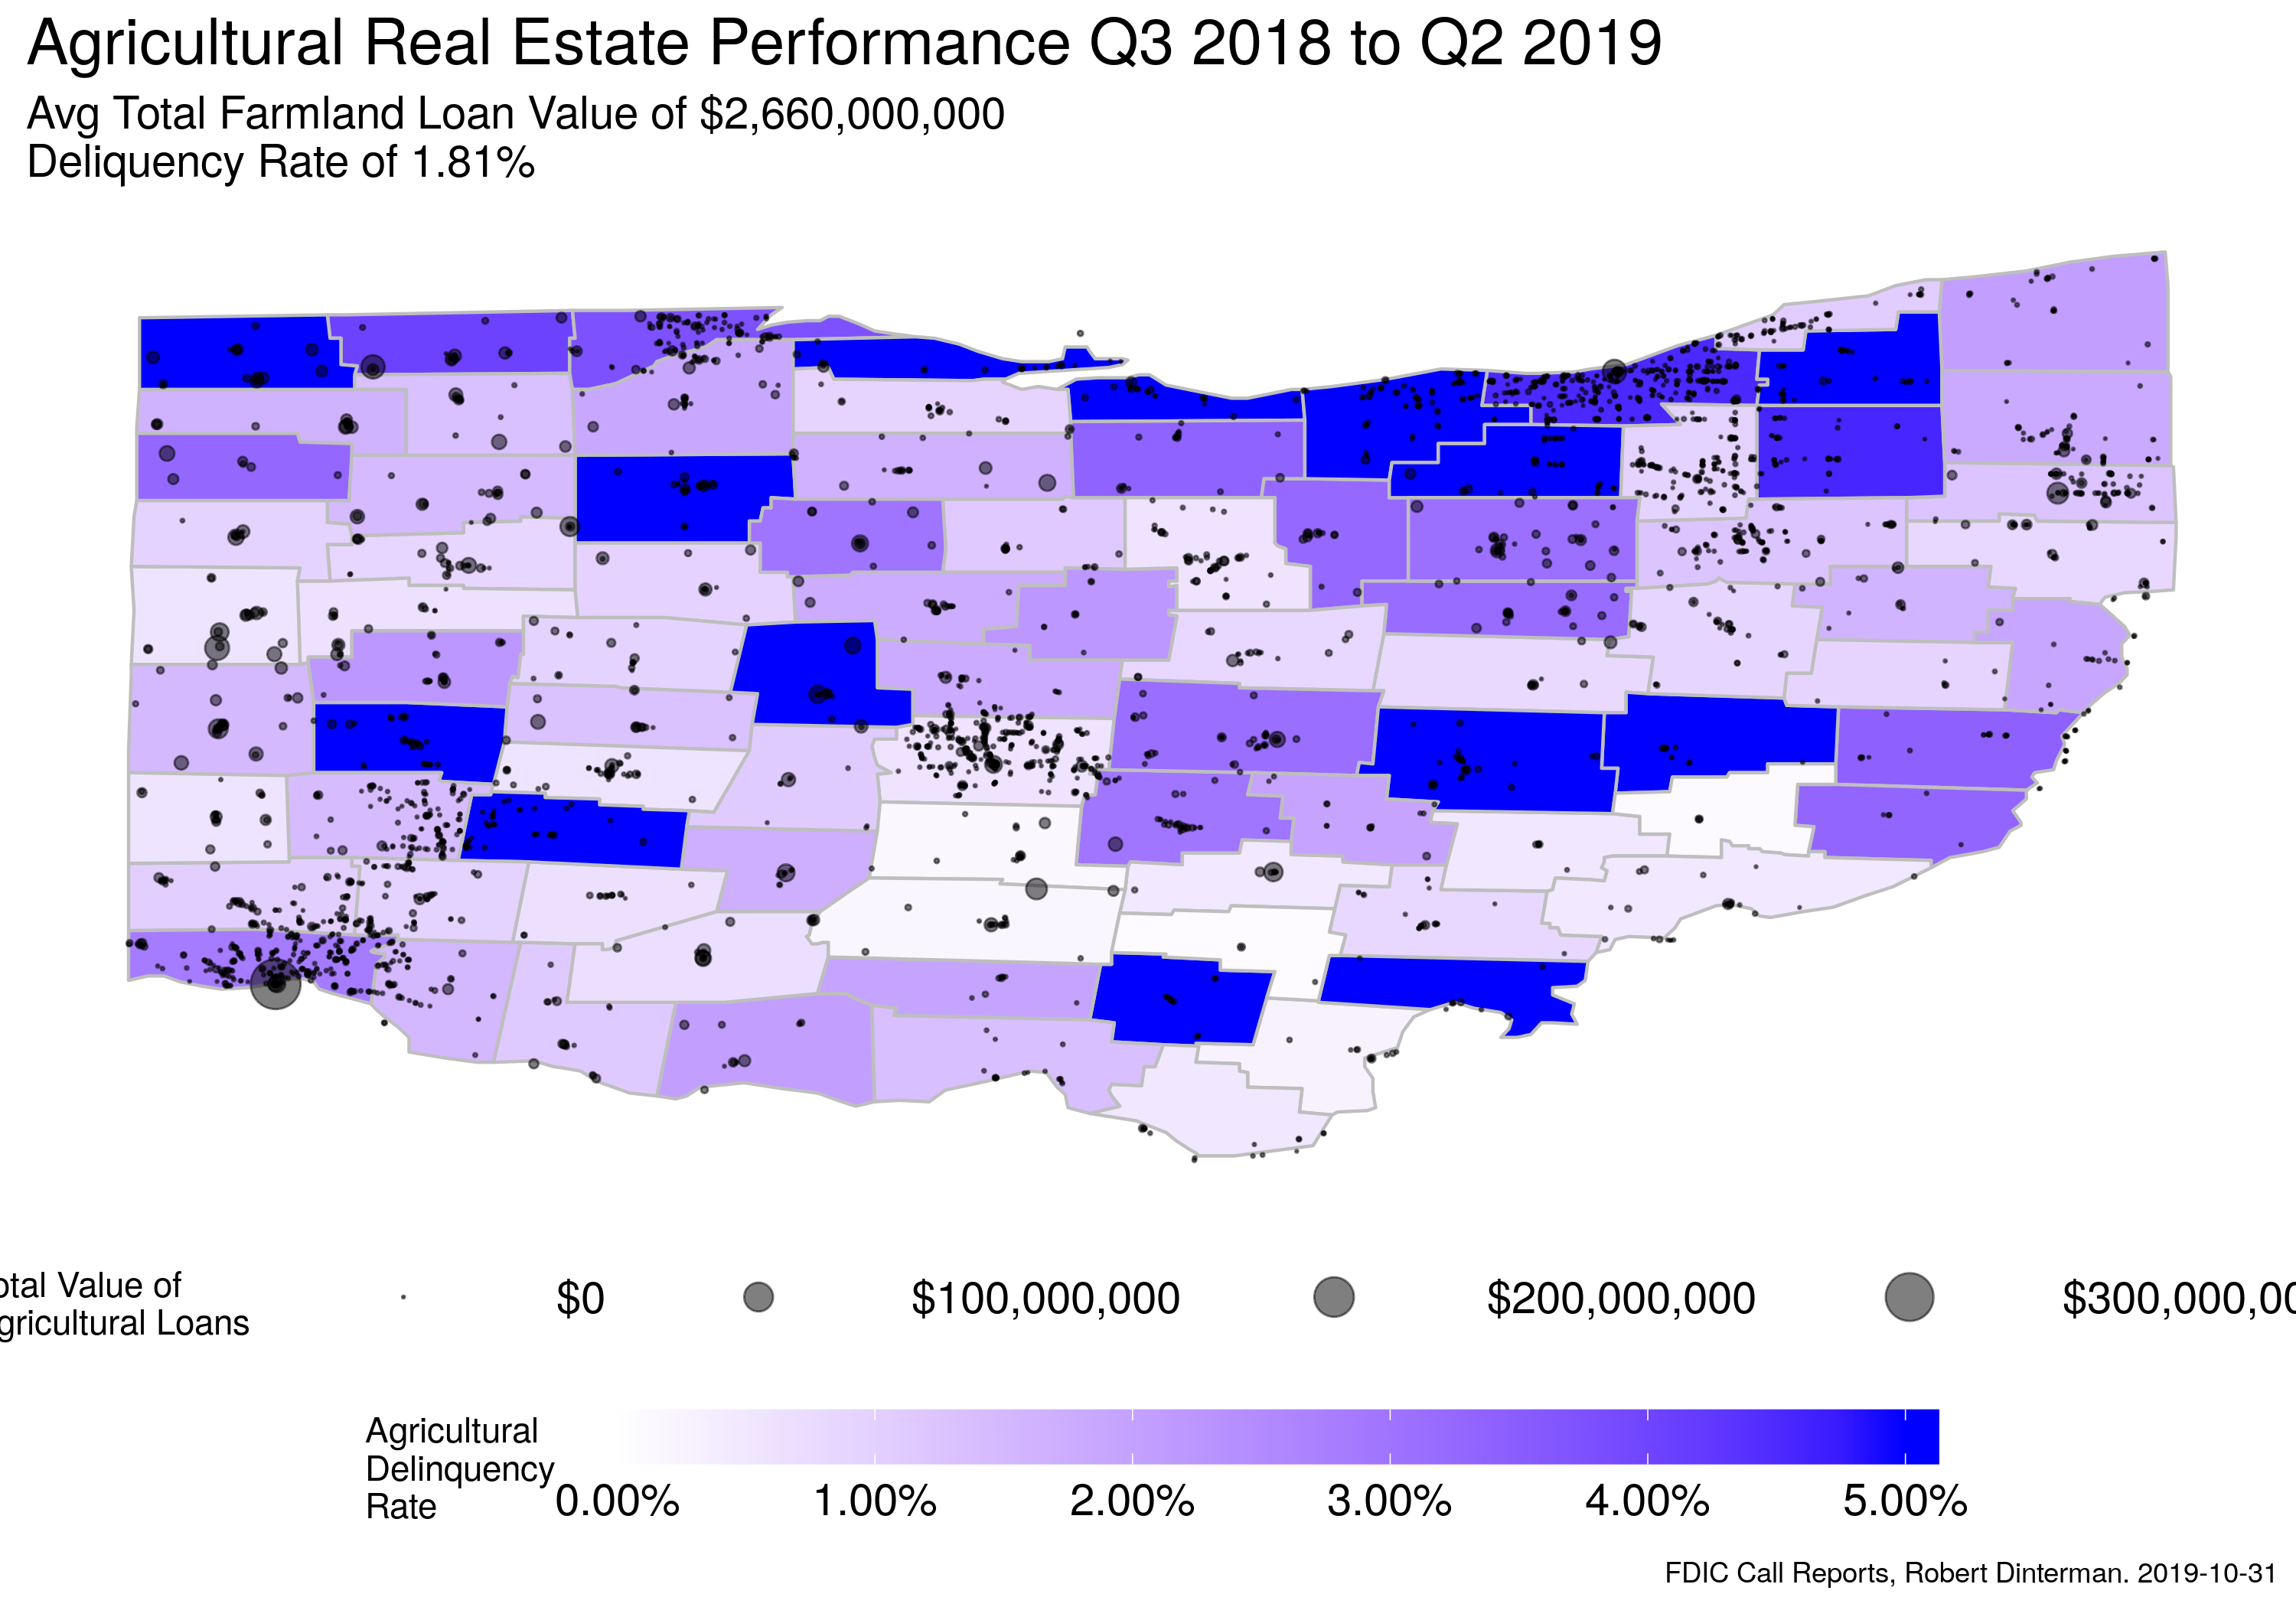 Agricultural Real Estate Performance Q3 2018 to Q2 2019
Avg Total Farmland Loan Value of $2,660,000,000
Deliquency Rate of 1.81%
otal Value of
gricultural Loans
$0
$100,000,000
$200,000,000
$300,000,00
Agricultural
Delinquency
Rate
0.00%
1.00%
2.00%
3.00%
4.00%
5.00%
FDIC Call Reports, Robert Dinterman. 2019-10-31